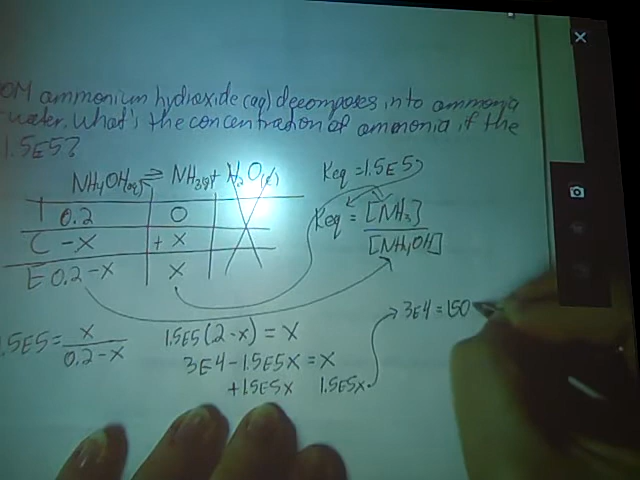 0M ammonium hydroxide (aq) decomposes into ammonia
water. What's the concentration of ammonia if the
1.5E5?
NH4OH(aq) ⇌ NH3(g) + H2O(l)
Keq = 1.5E5
I 0.2 0
Keq = [NH3] / [NH4OH]
C -x + x
E 0.2-x x
3E4 = 150
.5E5 = x / 0.2-x
1.5E5(2-x) = x
3E4 - 1.5E5x = x
+1.5E5x 1.5E5x